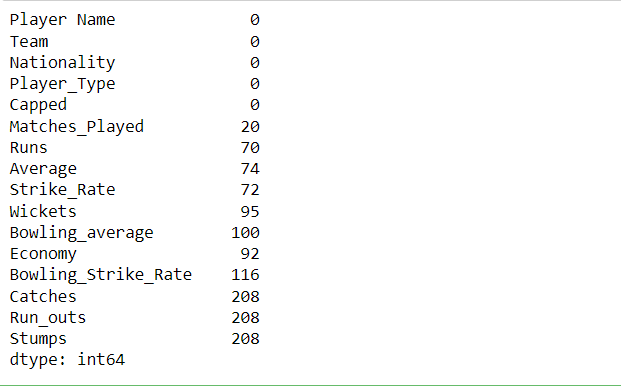 Player Name 0
Team 0
Nationality 0
Player_Type 0
Capped 0
Matches_Played 20
Runs 70
Average 74
Strike_Rate 72
Wickets 95
Bowling_average 100
Economy 92
Bowling_Strike_Rate 116
Catches 208
Run_outs 208
Stumps 208
dtype: int64